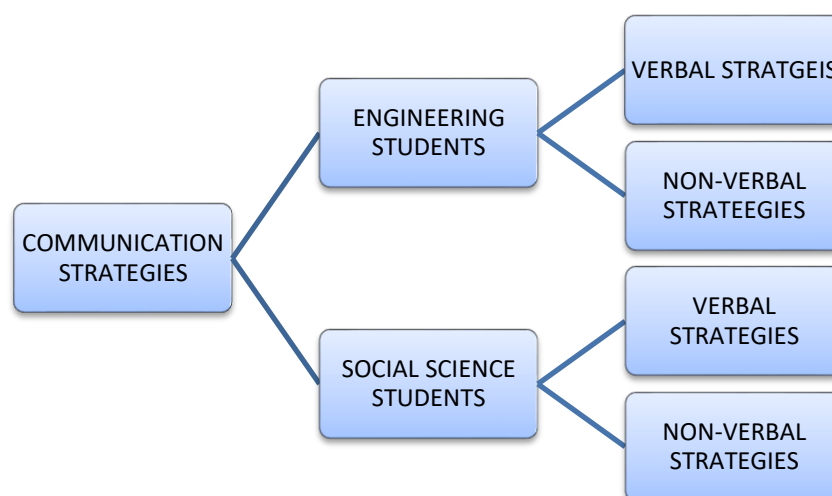 VERBAL STRATGEIS
ENGINEERING
STUDENTS
NON-VERBAL
STRATEEGIES
COMMUNICATION
STRATEGIES
VERBAL
STRATEGIES
SOCIAL SCIENCE
STUDENTS
NON-VERBAL
STRATEGIES